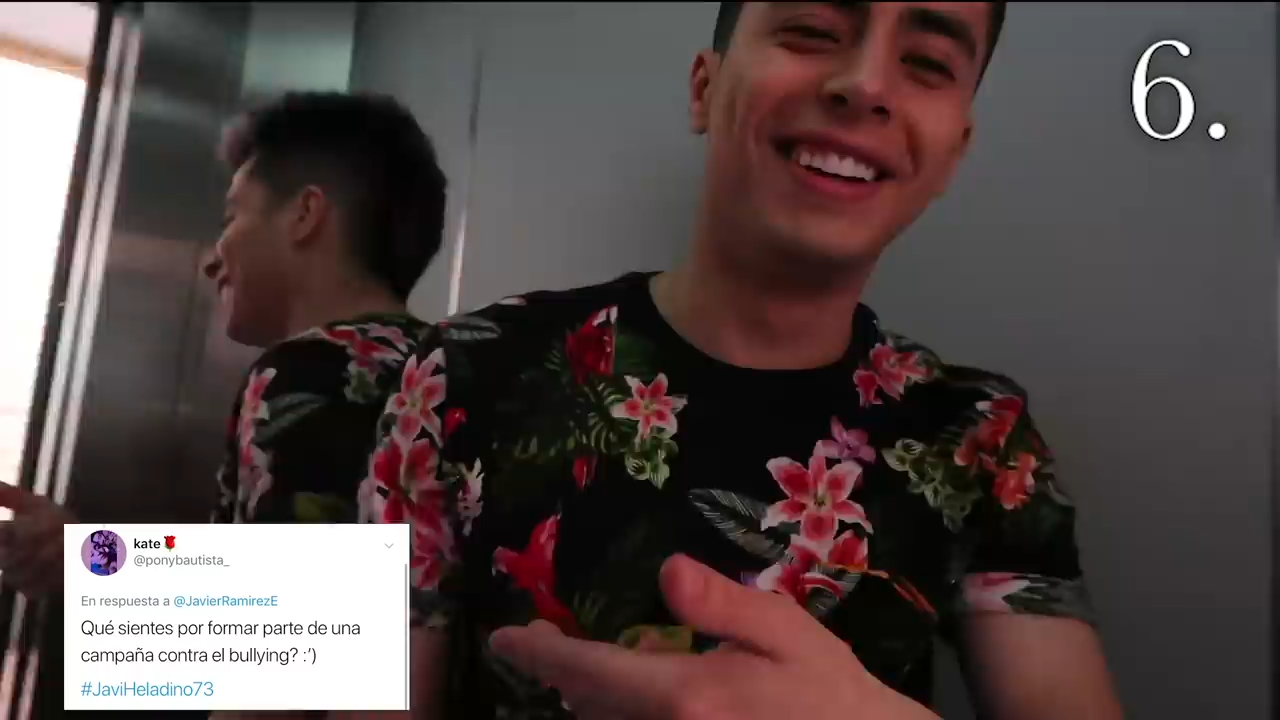 6.
kate🌹
@ponybautista_
En respuesta a @JavierRamirezE
Qué sientes por formar parte de una
campaña contra el bullying? :')
#JaviHeladino73